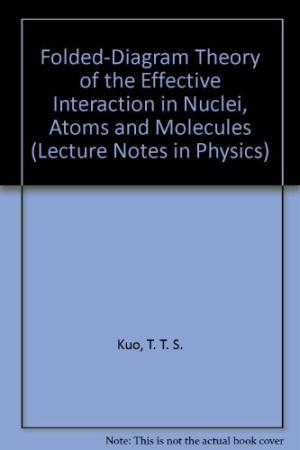 Folded-Diagram Theory
of the Effective
Interaction in Nuclei,
Atoms and Molecules
(Lecture Notes in Physics)
Kuo, T. T. S.
Note: This is not the actual book cover